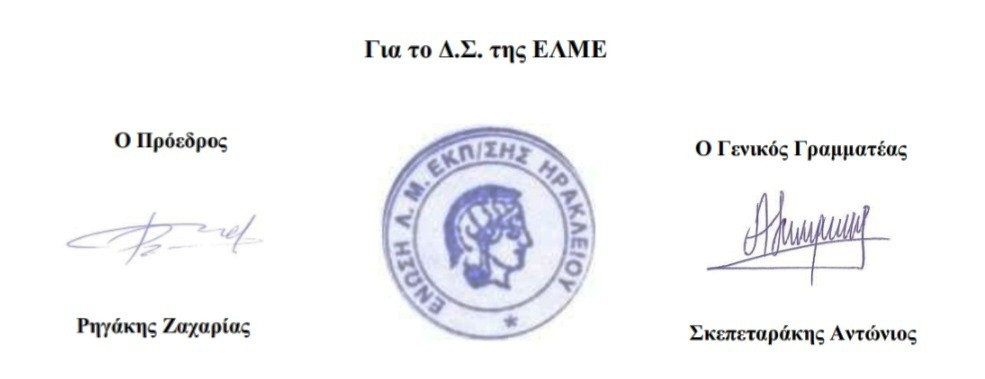 Για το Δ.Σ. της ΕΛΜΕ
Ο Πρόεδρος
Ο Γενικός Γραμματέας
ΕΝΩΣΗ Λ. Μ. ΕΚΠ/ΣΗΣ ΗΡΑΚΛΕΙΟΥ *
Ρηγάκης Ζαχαρίας
Σκεπεταράκης Αντώνιος